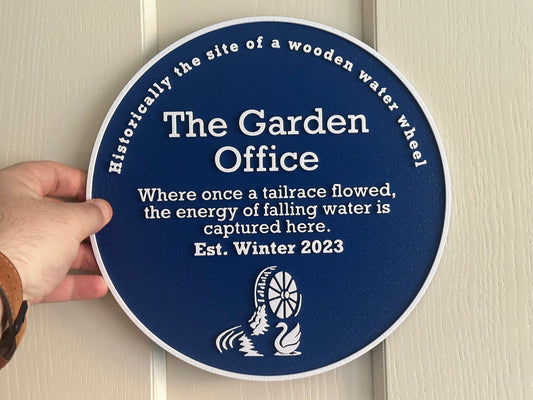 Historically the site of a wooden water wheel
The Garden
Office
Where once a tailrace flowed,
the energy of falling water is
captured here.
Est. Winter 2023